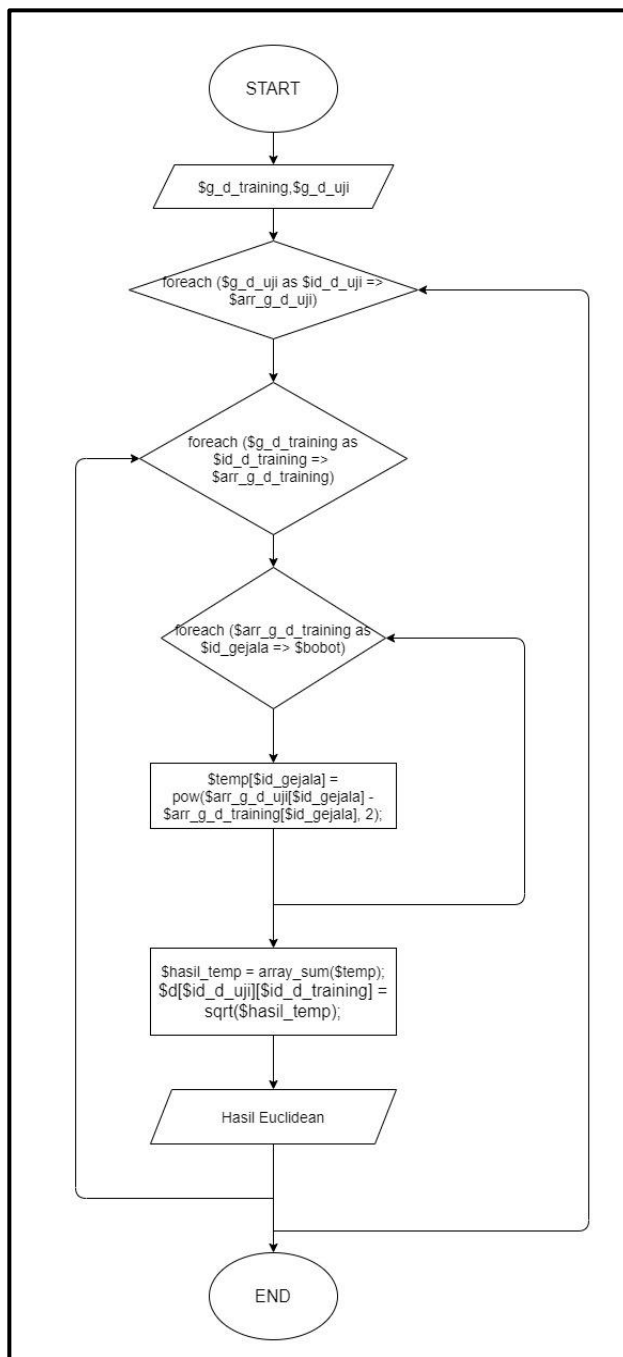 START
$g_d_training,$g_d_uji
foreach ($g_d_uji as $id_d_uji =>
$arr_g_d_uji)
foreach ($g_d_training as
$id_d_training =>
$arr_g_d_training)
foreach ($arr_g_d_training as
$id_gejala => $bobot)
$temp[$id_gejala] =
pow($arr_g_d_uji[$id_gejala] -
$arr_g_d_training[$id_gejala], 2);
$hasil_temp = array_sum($temp);
$d[$id_d_uji][$id_d_training] =
sqrt($hasil_temp);
Hasil Euclidean
END